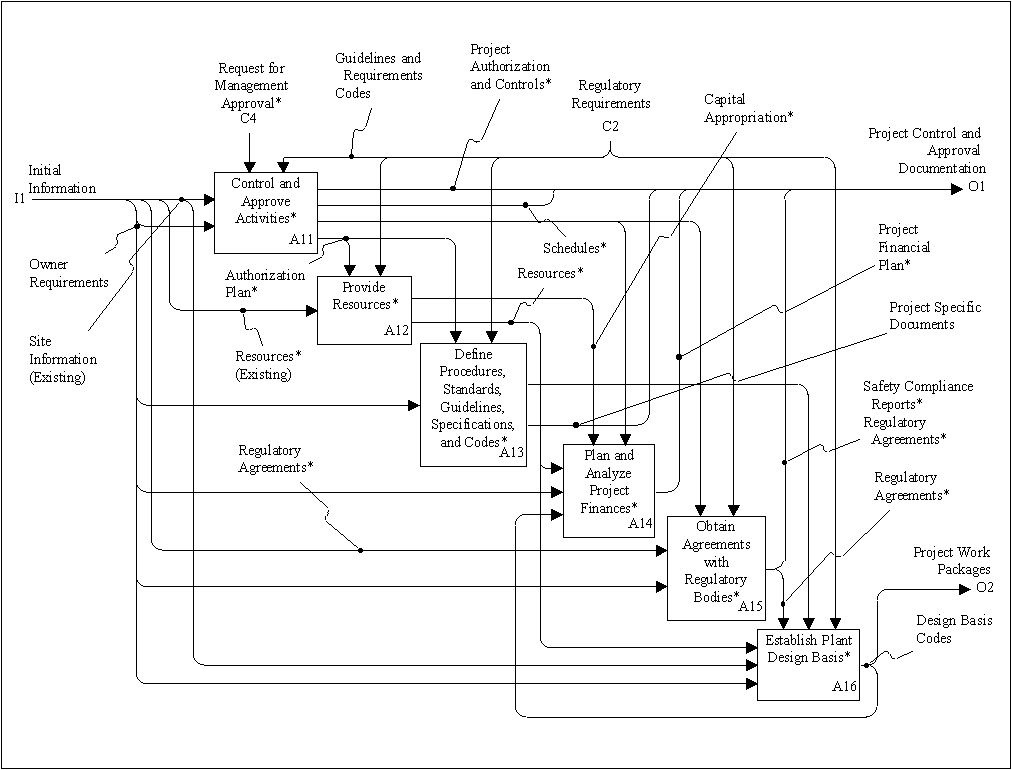 Request for
Management
Approval*
C4
Guidelines and
Requirements
Codes
Project
Authorization
and Controls*
Regulatory
Requirements
C2
Capital
Appropriation*
Project Control and
Approval
Documentation
O1
Initial
Information
I1
Control and
Approve
Activities*
A11
Owner
Requirements
Authorization
Plan*
Schedules*
Resources*
Project
Financial
Plan*
Provide
Resources*
A12
Project Specific
Documents
Site
Information
(Existing)
Resources*
(Existing)
Define
Procedures,
Standards,
Guidelines,
Specifications,
and Codes*
A13
Safety Compliance
Reports*
Regulatory
Agreements*
Regulatory
Agreements*
Plan and
Analyze
Project
Finances*
A14
Regulatory
Agreements*
Obtain
Agreements
with
Regulatory
Bodies*
A15
Project Work
Packages
O2
Design Basis
Codes
Establish Plant
Design Basis*
A16